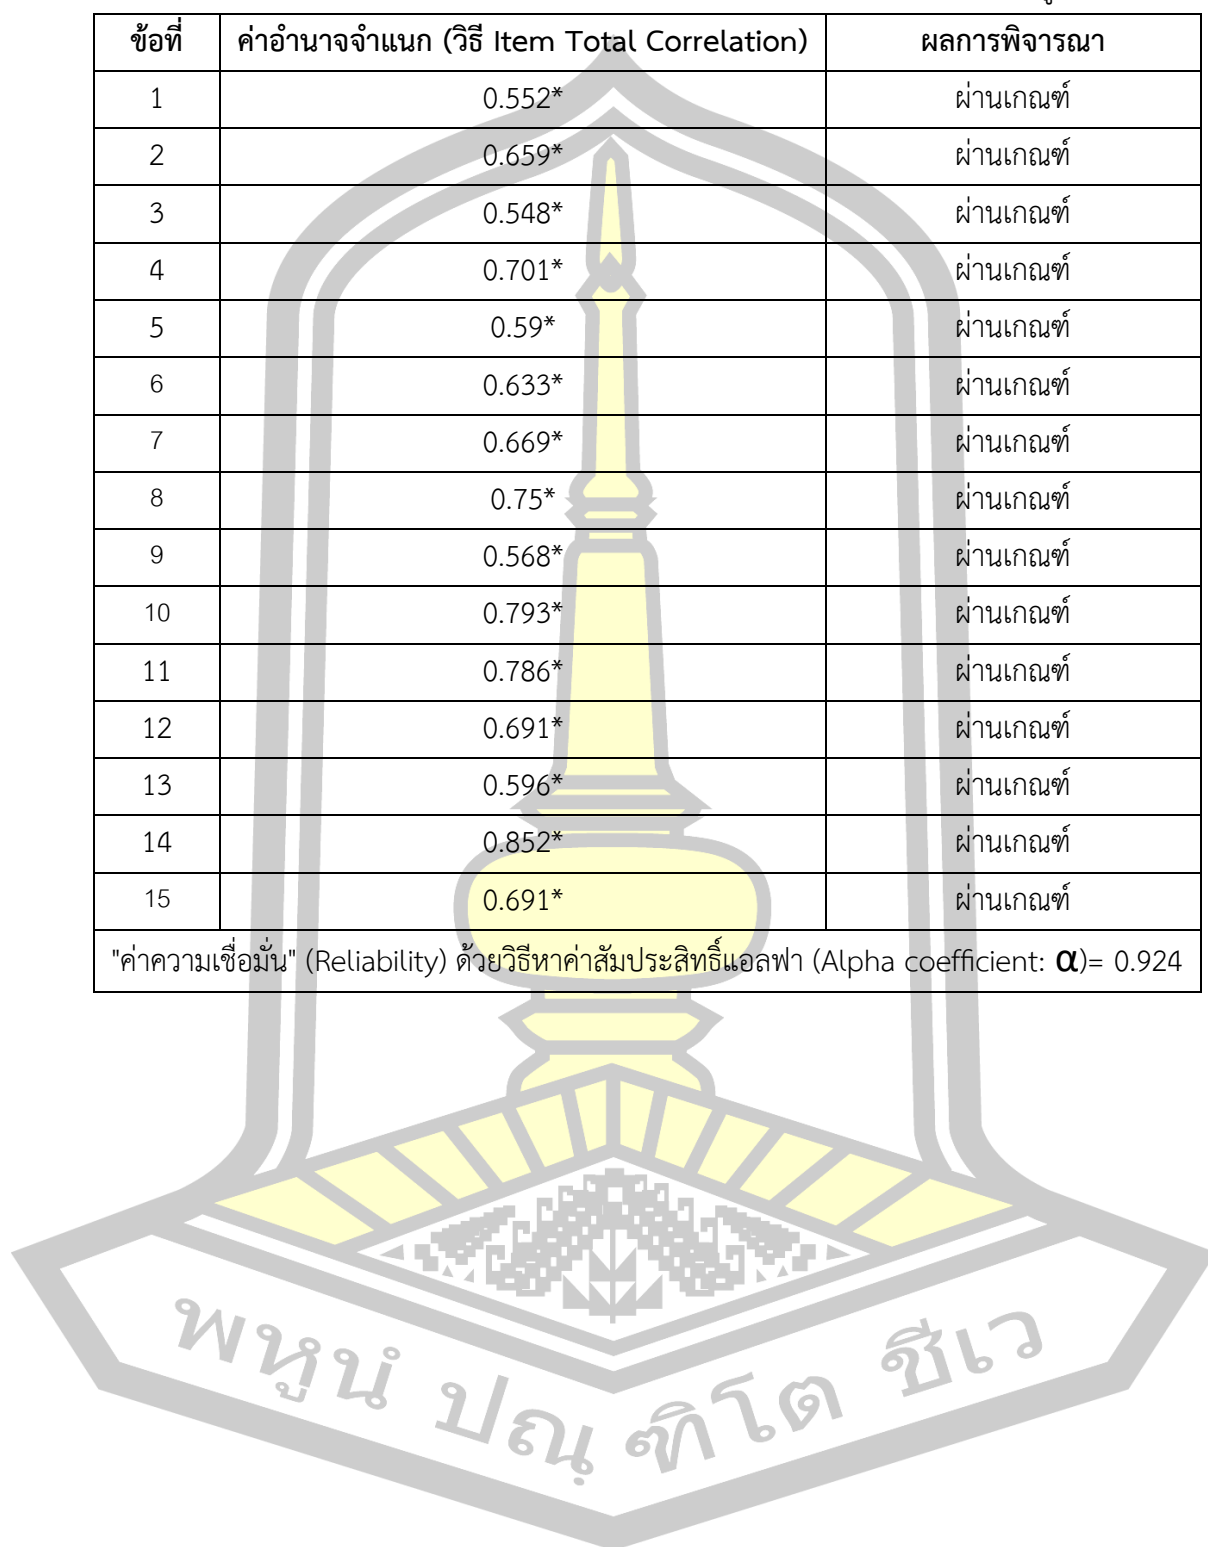 ข้อที่ ค่าอำนาจจำแนก (วิธี Item Total Correlation) ผลการพิจารณา
1 0.552* ผ่านเกณฑ์
2 0.659* ผ่านเกณฑ์
3 0.548* ผ่านเกณฑ์
4 0.701* ผ่านเกณฑ์
5 0.59* ผ่านเกณฑ์
6 0.633* ผ่านเกณฑ์
7 0.669* ผ่านเกณฑ์
8 0.75* ผ่านเกณฑ์
9 0.568* ผ่านเกณฑ์
10 0.793* ผ่านเกณฑ์
11 0.786* ผ่านเกณฑ์
12 0.691* ผ่านเกณฑ์
13 0.596* ผ่านเกณฑ์
14 0.852* ผ่านเกณฑ์
15 0.691* ผ่านเกณฑ์
"ค่าความเชื่อมั่น" (Reliability) ด้วยวิธีหาค่าสัมประสิทธิ์แอลฟา (Alpha coefficient: α)= 0.924
พหูนํ ปณฺ ฑิโต ชีเว